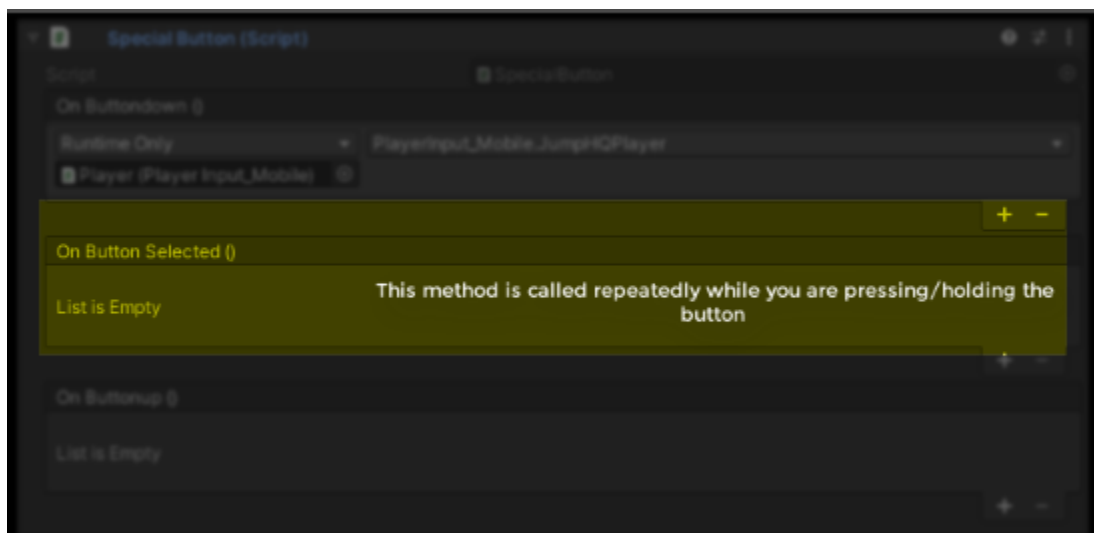 Special Button (Script)
Script
SpecialButton
On Buttondown ()
Runtime Only
PlayerInput_Mobile.JumpHQPlayer
Player (Player Input_Mobile)
+ −
On Button Selected ()
List is Empty
This method is called repeatedly while you are pressing/holding the
button
+ −
On Buttonup ()
List is Empty
+ −